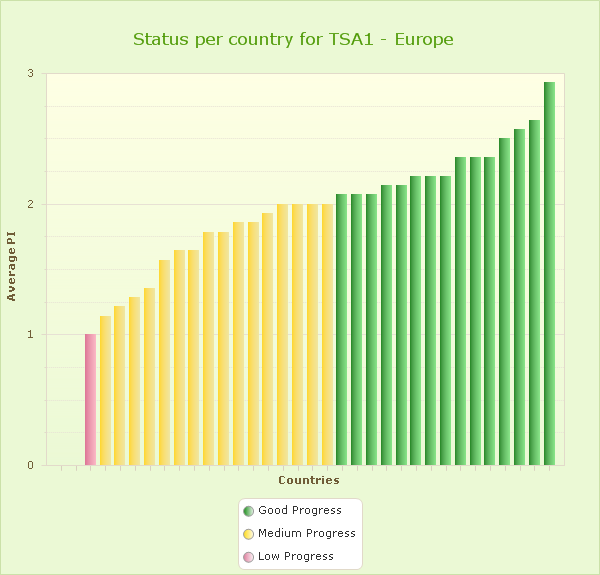 Status per country for TSA1 - Europe
3
2
1
0
Average PI
Countries
Good Progress
Medium Progress
Low Progress